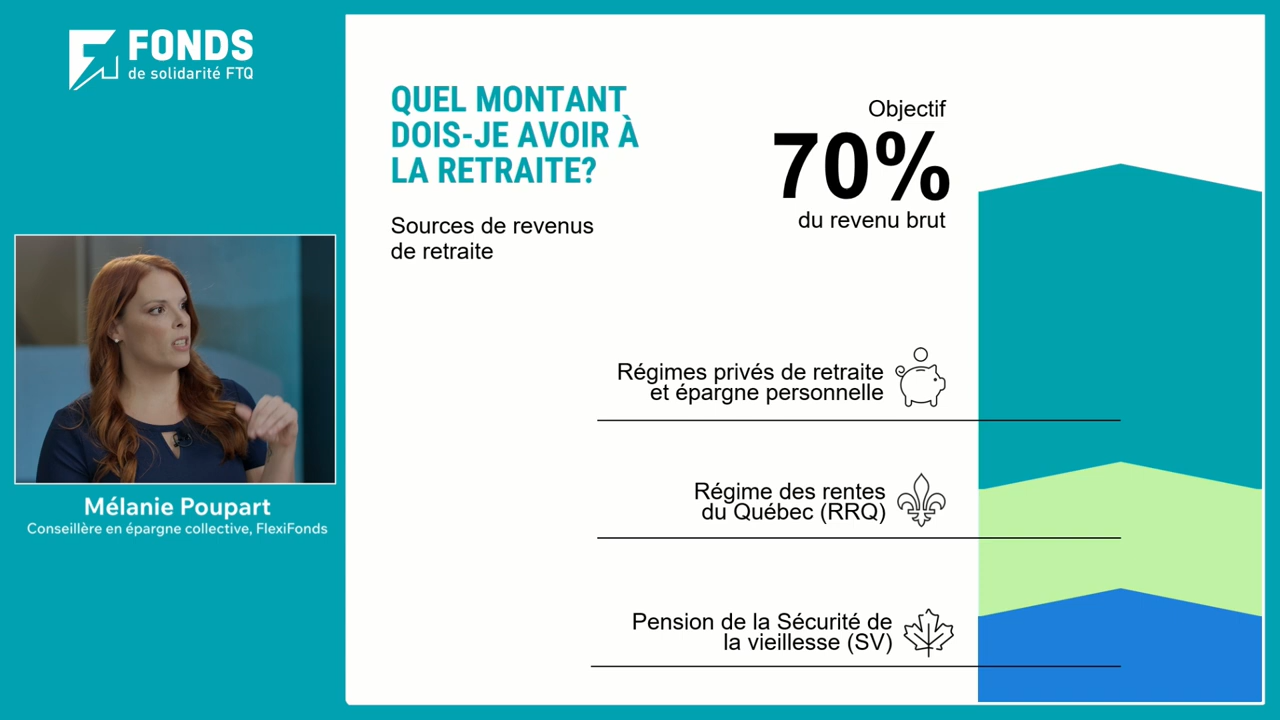 FONDS
de solidarité FTQ
Mélanie Poupart
Conseillère en épargne collective, FlexiFonds
QUEL MONTANT
DOIS-JE AVOIR À
LA RETRAITE?
Sources de revenus
de retraite
Objectif
70%
du revenu brut
Régimes privés de retraite
et épargne personnelle
Régime des rentes
du Québec (RRQ)
Pension de la Sécurité de
la vieillesse (SV)